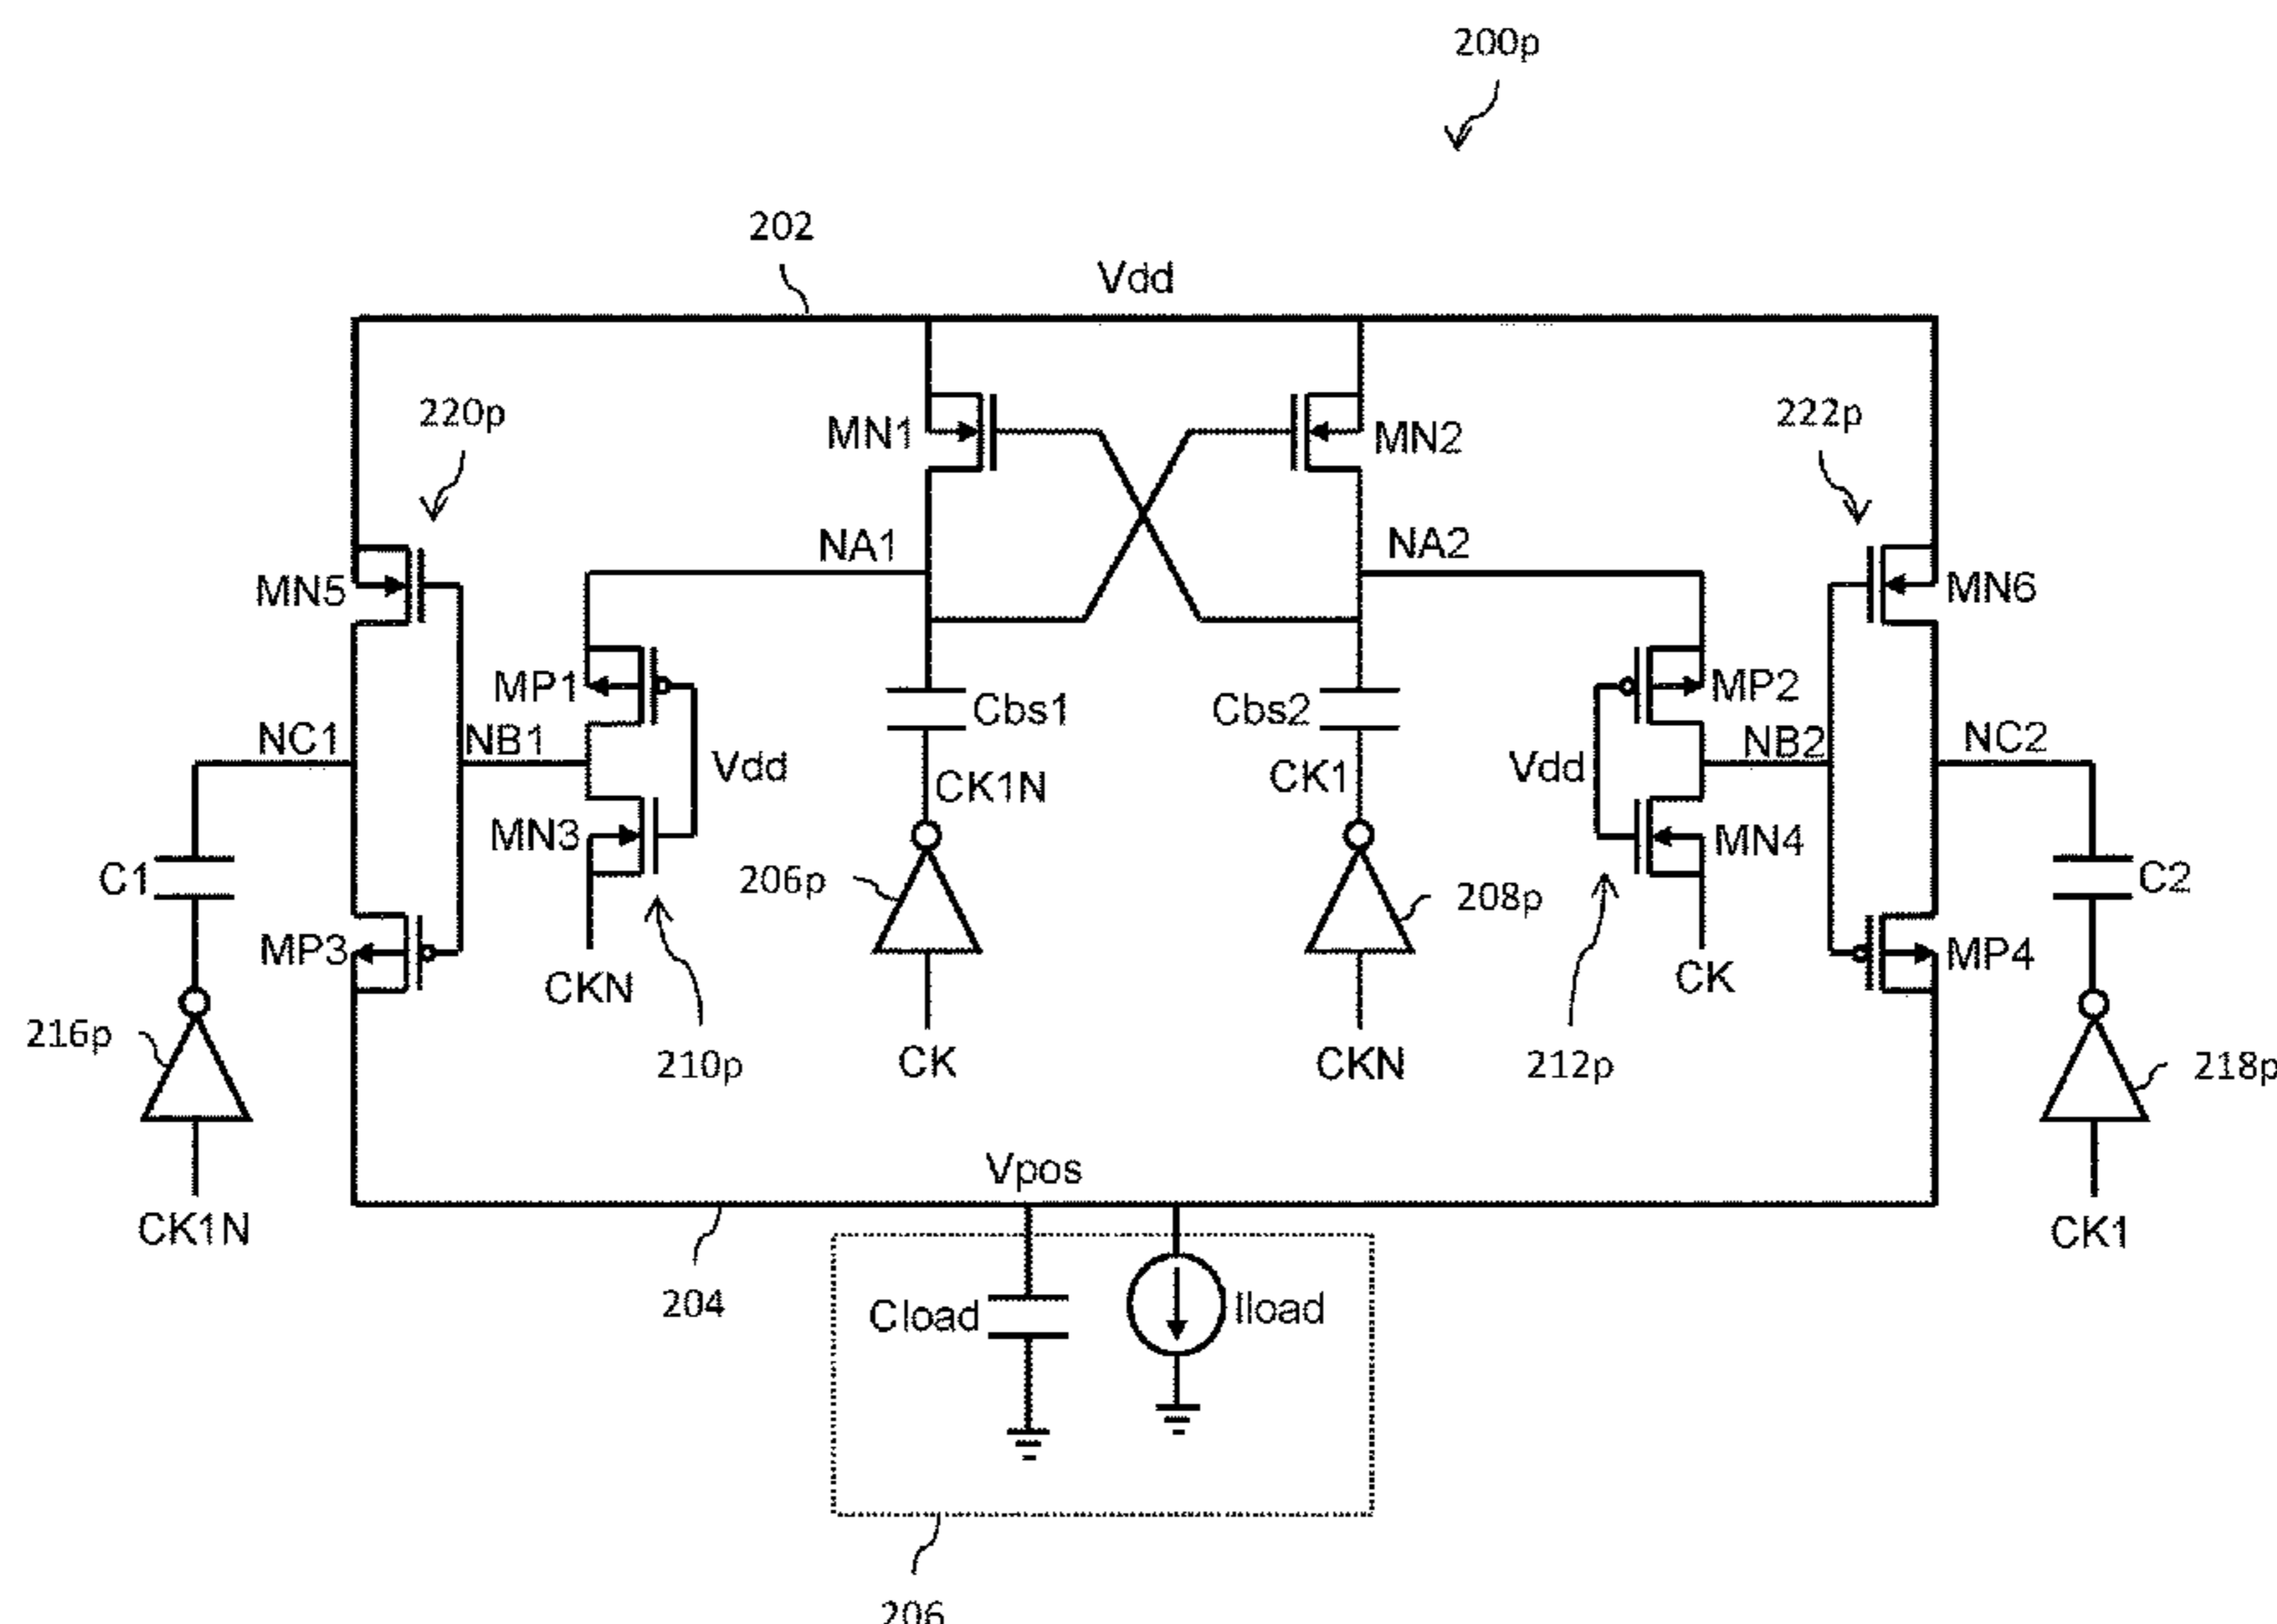 200p
202
Vdd
220p
MN1
MN2
222p
MN5
NA1
NA2
MN6
MP1
Cbs1
Cbs2
MP2
NC1
NB1
Vdd
CK1N
CK1
Vdd
NB2
NC2
C1
MN3
206p
208p
MN4
C2
MP3
CKN
CK
MP4
216p
210p
CK
CKN
212p
218p
CK1N
Vpos
CK1
204
Cload
Iload
206